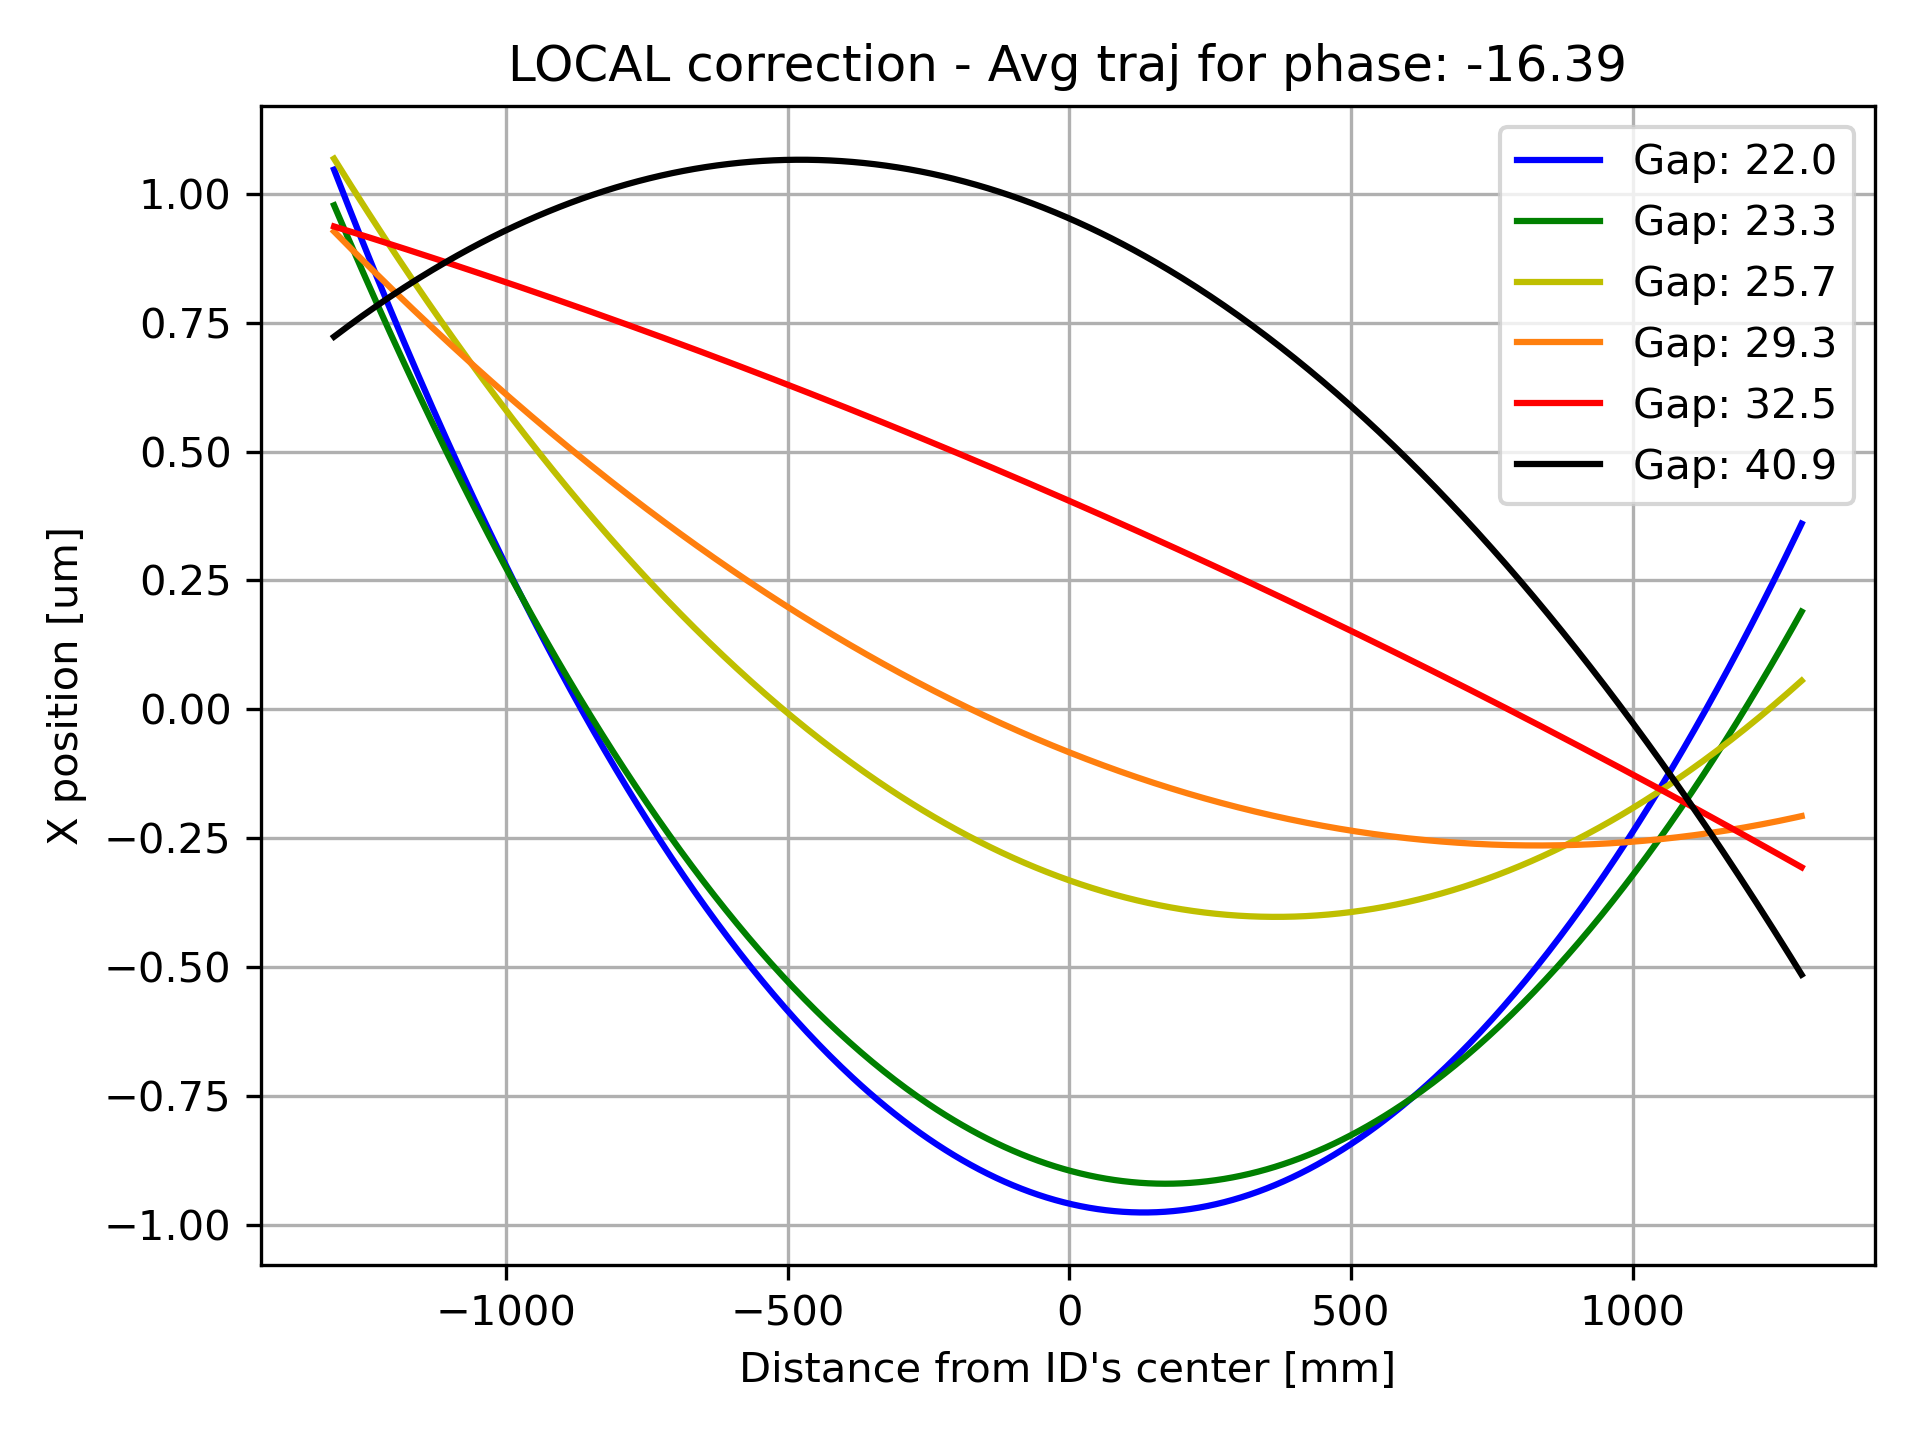 LOCAL correction - Avg traj for phase: -16.39
Gap: 22.0
Gap: 23.3
Gap: 25.7
Gap: 29.3
Gap: 32.5
Gap: 40.9
X position [um]
1.00
0.75
0.50
0.25
0.00
−0.25
−0.50
−0.75
−1.00
−1000 −500 0 500 1000
Distance from ID's center [mm]